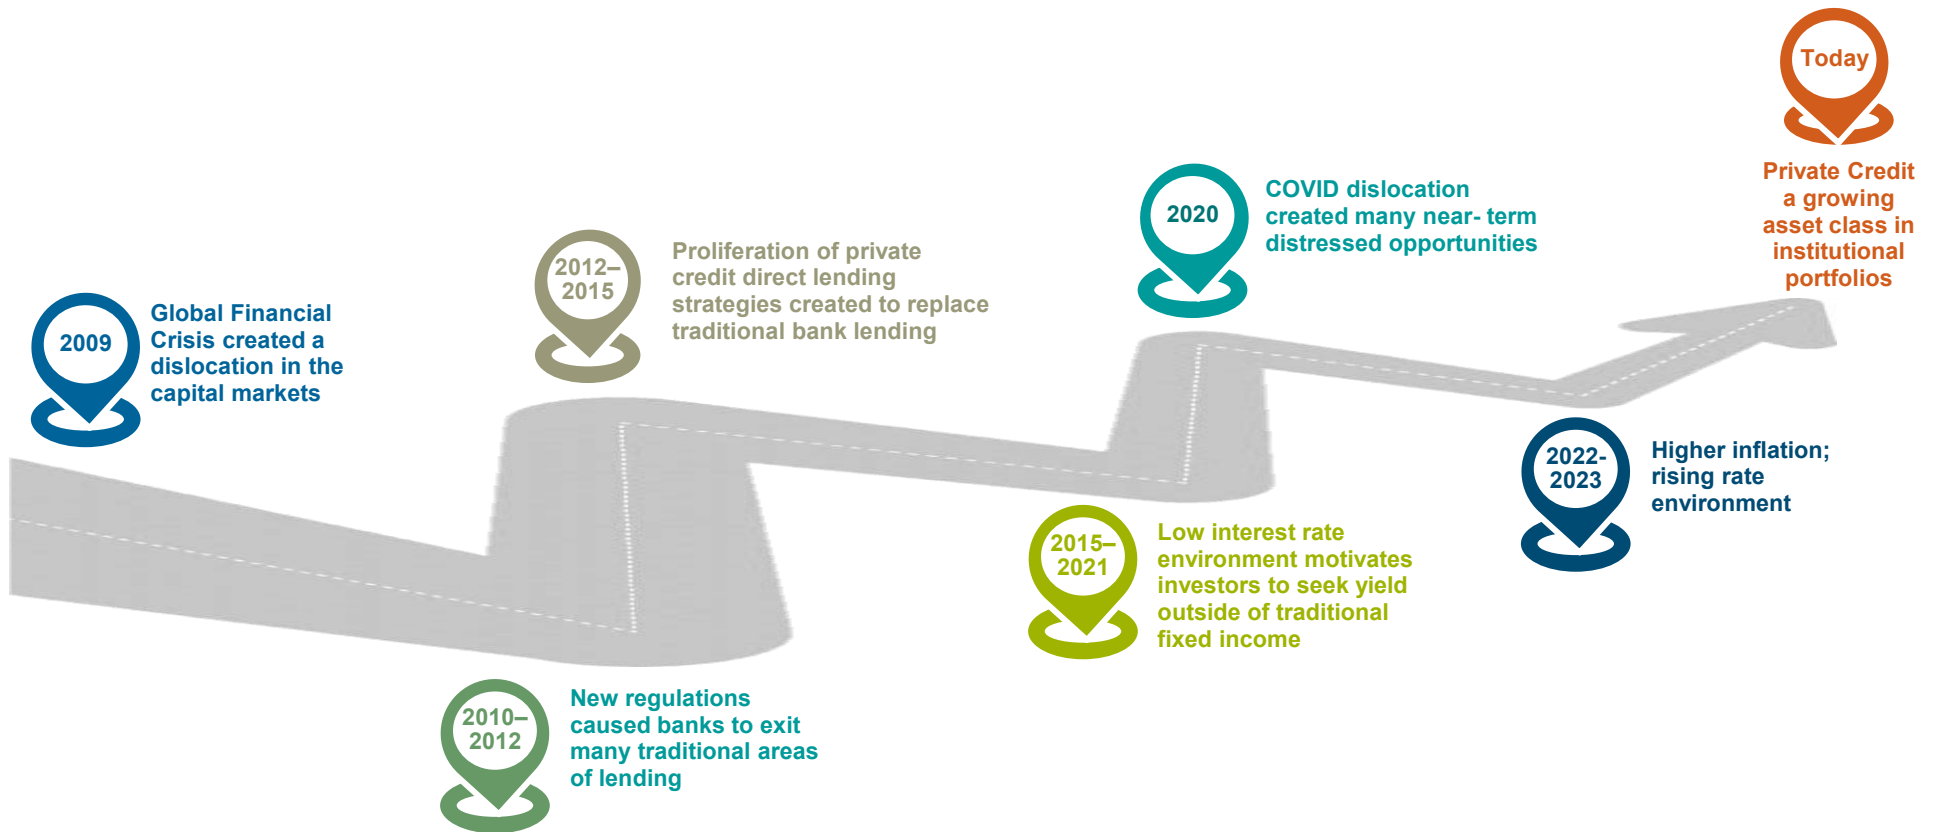 2009
Global Financial
Crisis created a
dislocation in the
capital markets
2010–
2012
New regulations
caused banks to exit
many traditional areas
of lending
2012–
2015
Proliferation of private
credit direct lending
strategies created to replace
traditional bank lending
2015–
2021
Low interest rate
environment motivates
investors to seek yield
outside of traditional
fixed income
2020
COVID dislocation
created many near- term
distressed opportunities
2022-
2023
Higher inflation;
rising rate
environment
Today
Private Credit
a growing
asset class in
institutional
portfolios